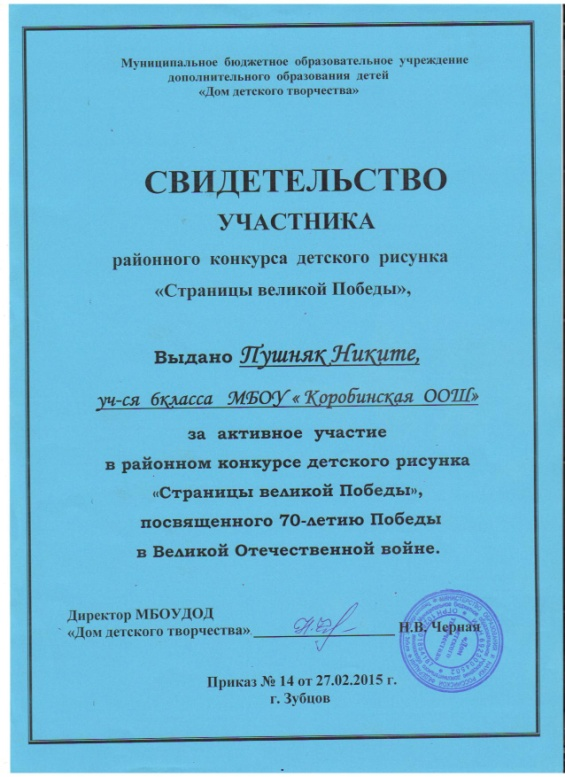 Муниципальное бюджетное образовательное учреждение
дополнительного образования детей
«Дом детского творчества»
СВИДЕТЕЛЬСТВО
УЧАСТНИКА
районного конкурса детского рисунка
«Страницы великой Победы»,
Выдано Пушняк Никите,
уч-ся 6класса МБОУ « Коробинская ООШ»
за активное участие
в районном конкурсе детского рисунка
«Страницы великой Победы»,
посвященного 70-летию Победы
в Великой Отечественной войне.
Директор МБОУДОД
«Дом детского творчества» Н.В. Черная
Приказ № 14 от 27.02.2015 г.
г. Зубцов